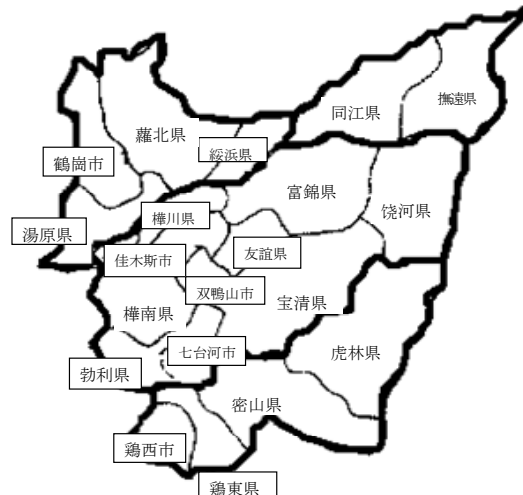 撫遠県
同江県
蘿北県
綏浜県
鶴崗市
富錦県
饶河県
樺川県
湯原県
友誼県
佳木斯市
双鴨山市
宝清県
樺南県
虎林県
七台河市
勃利県
密山県
鶏西市
鶏東県